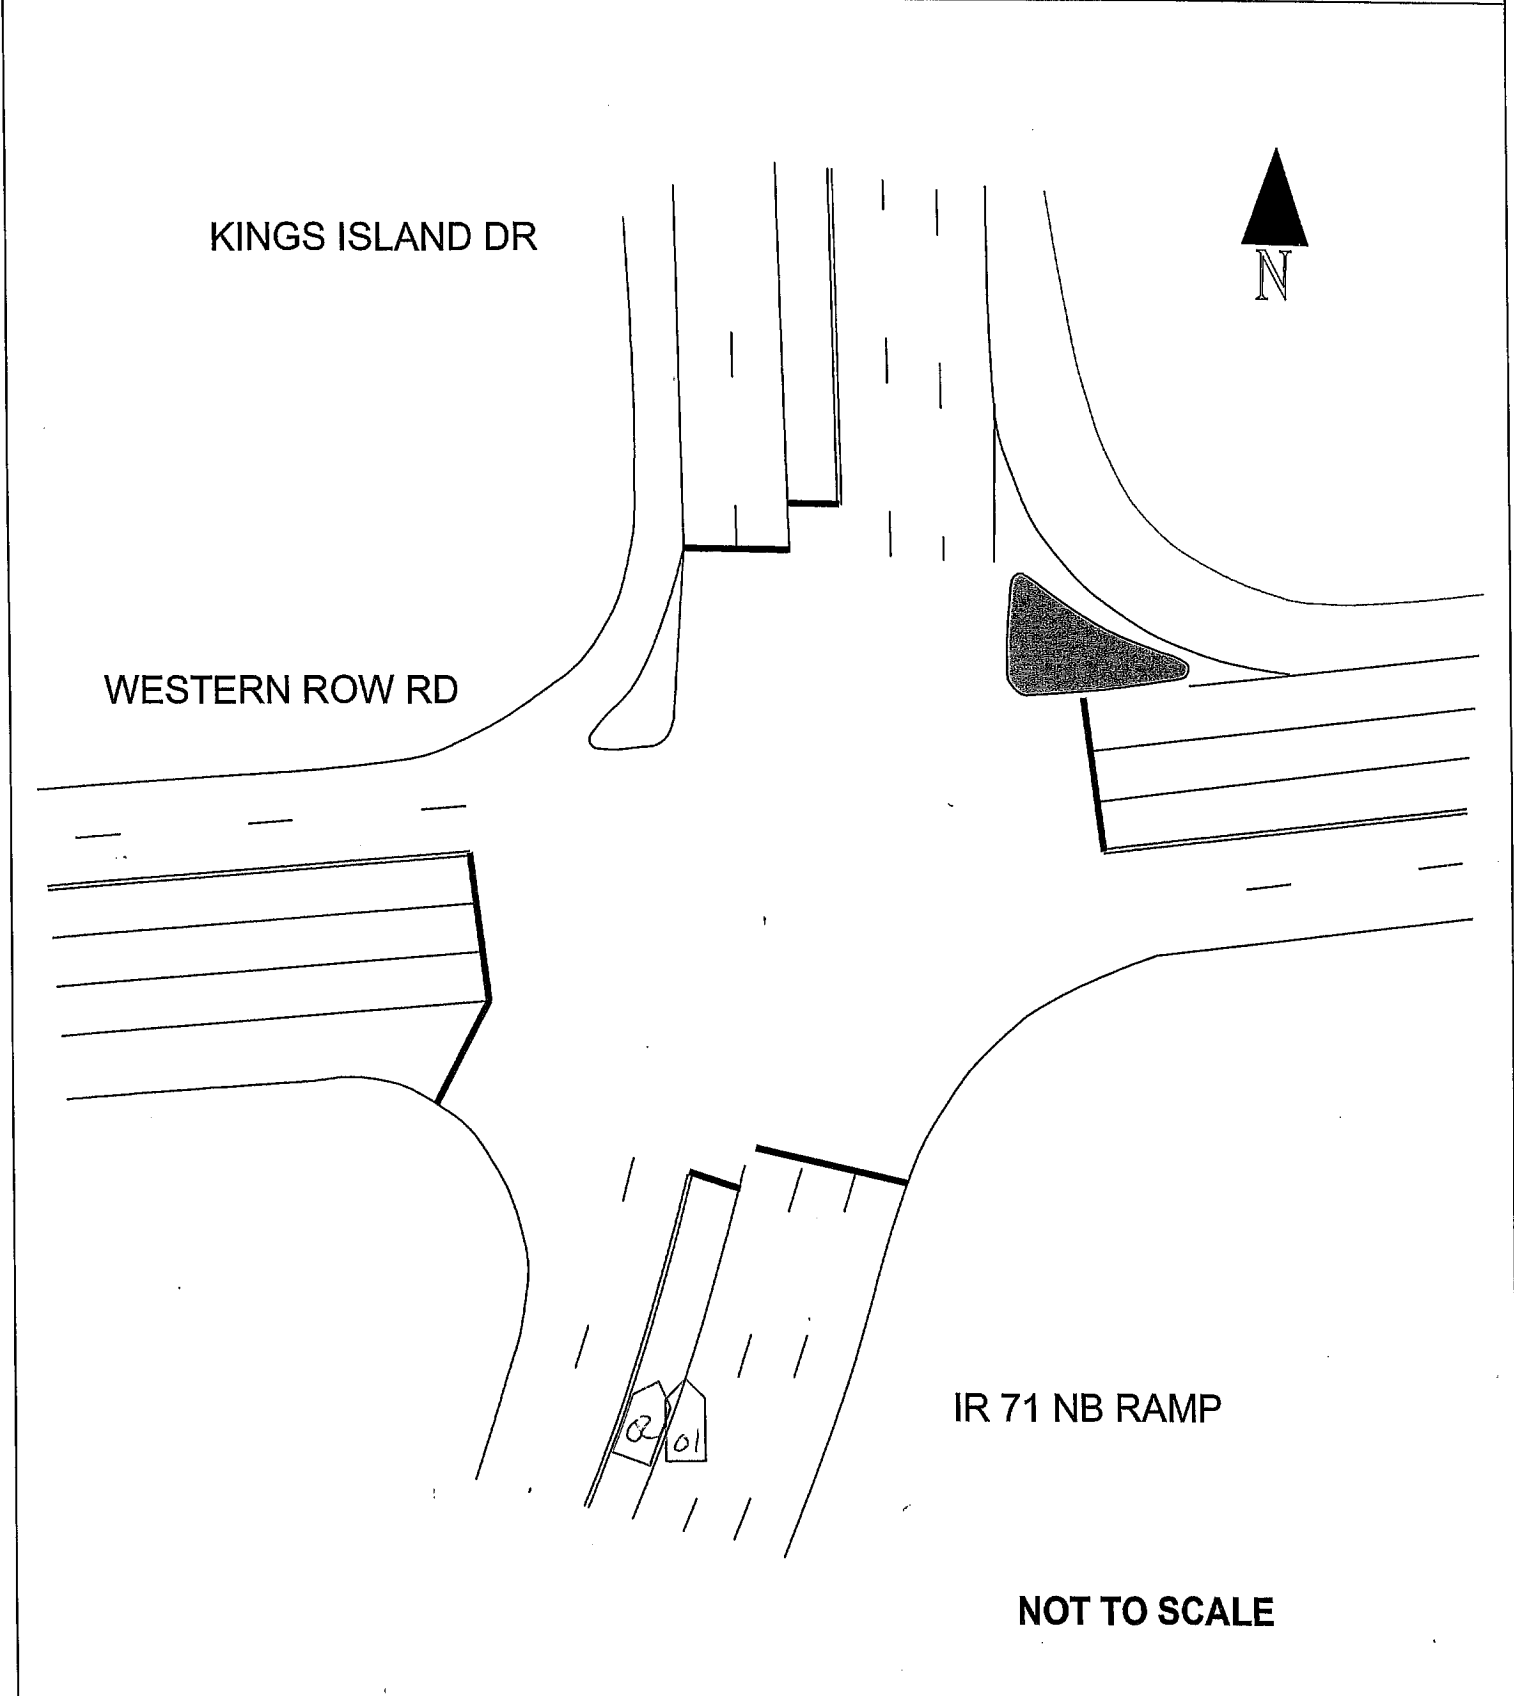 KINGS ISLAND DR
N
WESTERN ROW RD
IR 71 NB RAMP
02 01
NOT TO SCALE